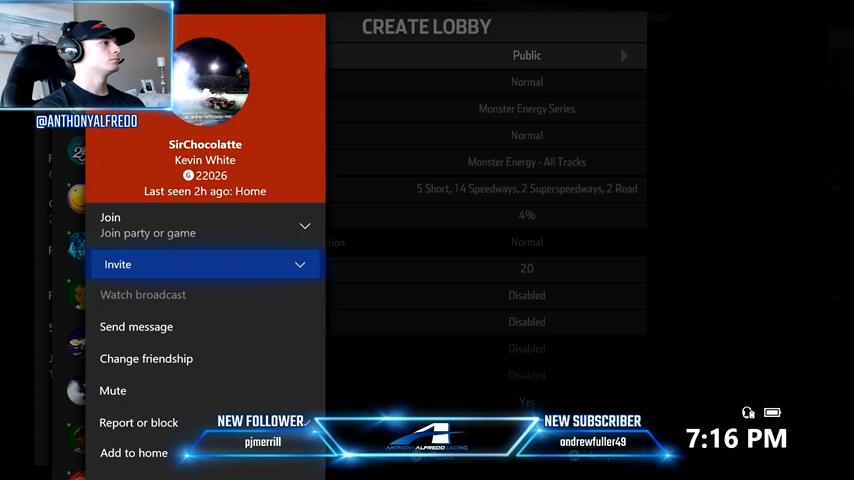 CREATE LOBBY
Public
Normal
Monster Energy Series
Normal
Monster Energy - All Tracks
5 Short, 14 Speedways, 2 Superspeedways, 2 Road
4%
Normal
20
Disabled
Disabled
Disabled
Disabled
Yes
@ANTHONYALFREDO
SirChocolatte
Kevin White
G 22026
Last seen 2h ago: Home
Join
Join party or game
Invite
Watch broadcast
Send message
Change friendship
Mute
Report or block
Add to home
NEW FOLLOWER
pjmerrill
ANTHONY ALFREDO RACING
NEW SUBSCRIBER
andrewfuller49
7:16 PM